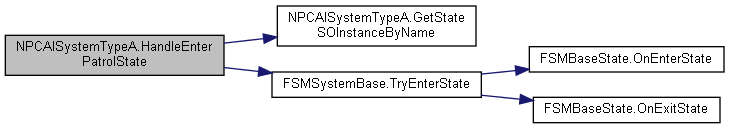 NPCAISystemTypeA.HandleEnter
PatrolState
NPCAISystemTypeA.GetState
SOInstanceByName
FSMSystemBase.TryEnterState
FSMBaseState.OnEnterState
FSMBaseState.OnExitState